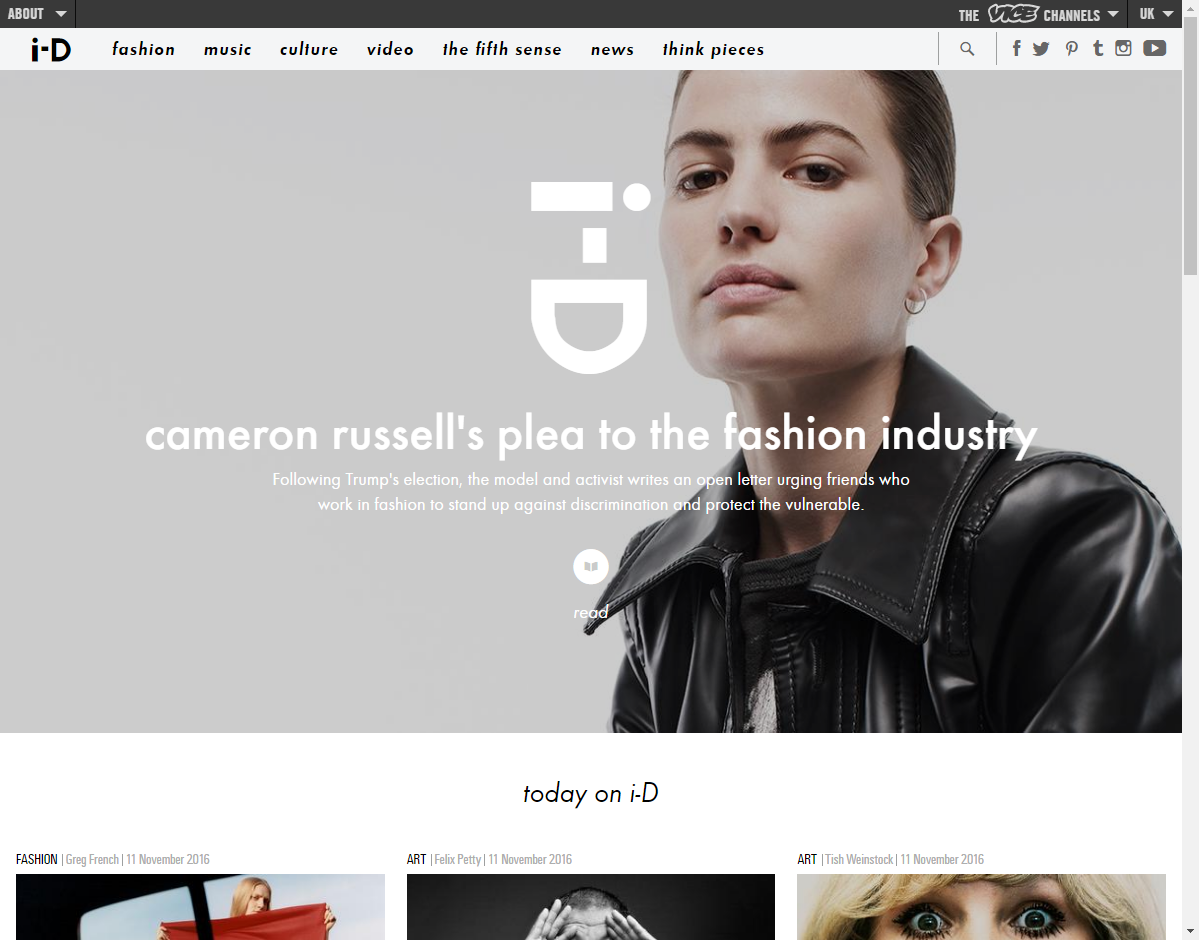 ABOUT
THE VICE CHANNELS
UK
i-D
fashion
music
culture
video
the fifth sense
news
think pieces
i-D
cameron russell's plea to the fashion industry
Following Trump's election, the model and activist writes an open letter urging friends who
work in fashion to stand up against discrimination and protect the vulnerable.
read
today on i-D
FASHION | Greg French | 11 November 2016
ART | Felix Petty | 11 November 2016
ART | Tish Weinstock | 11 November 2016